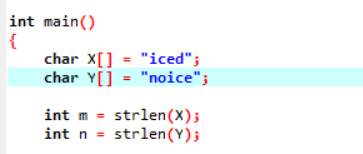 int main()
{
    char X[] = "iced";
    char Y[] = "noice";
    int m = strlen(X);
    int n = strlen(Y);